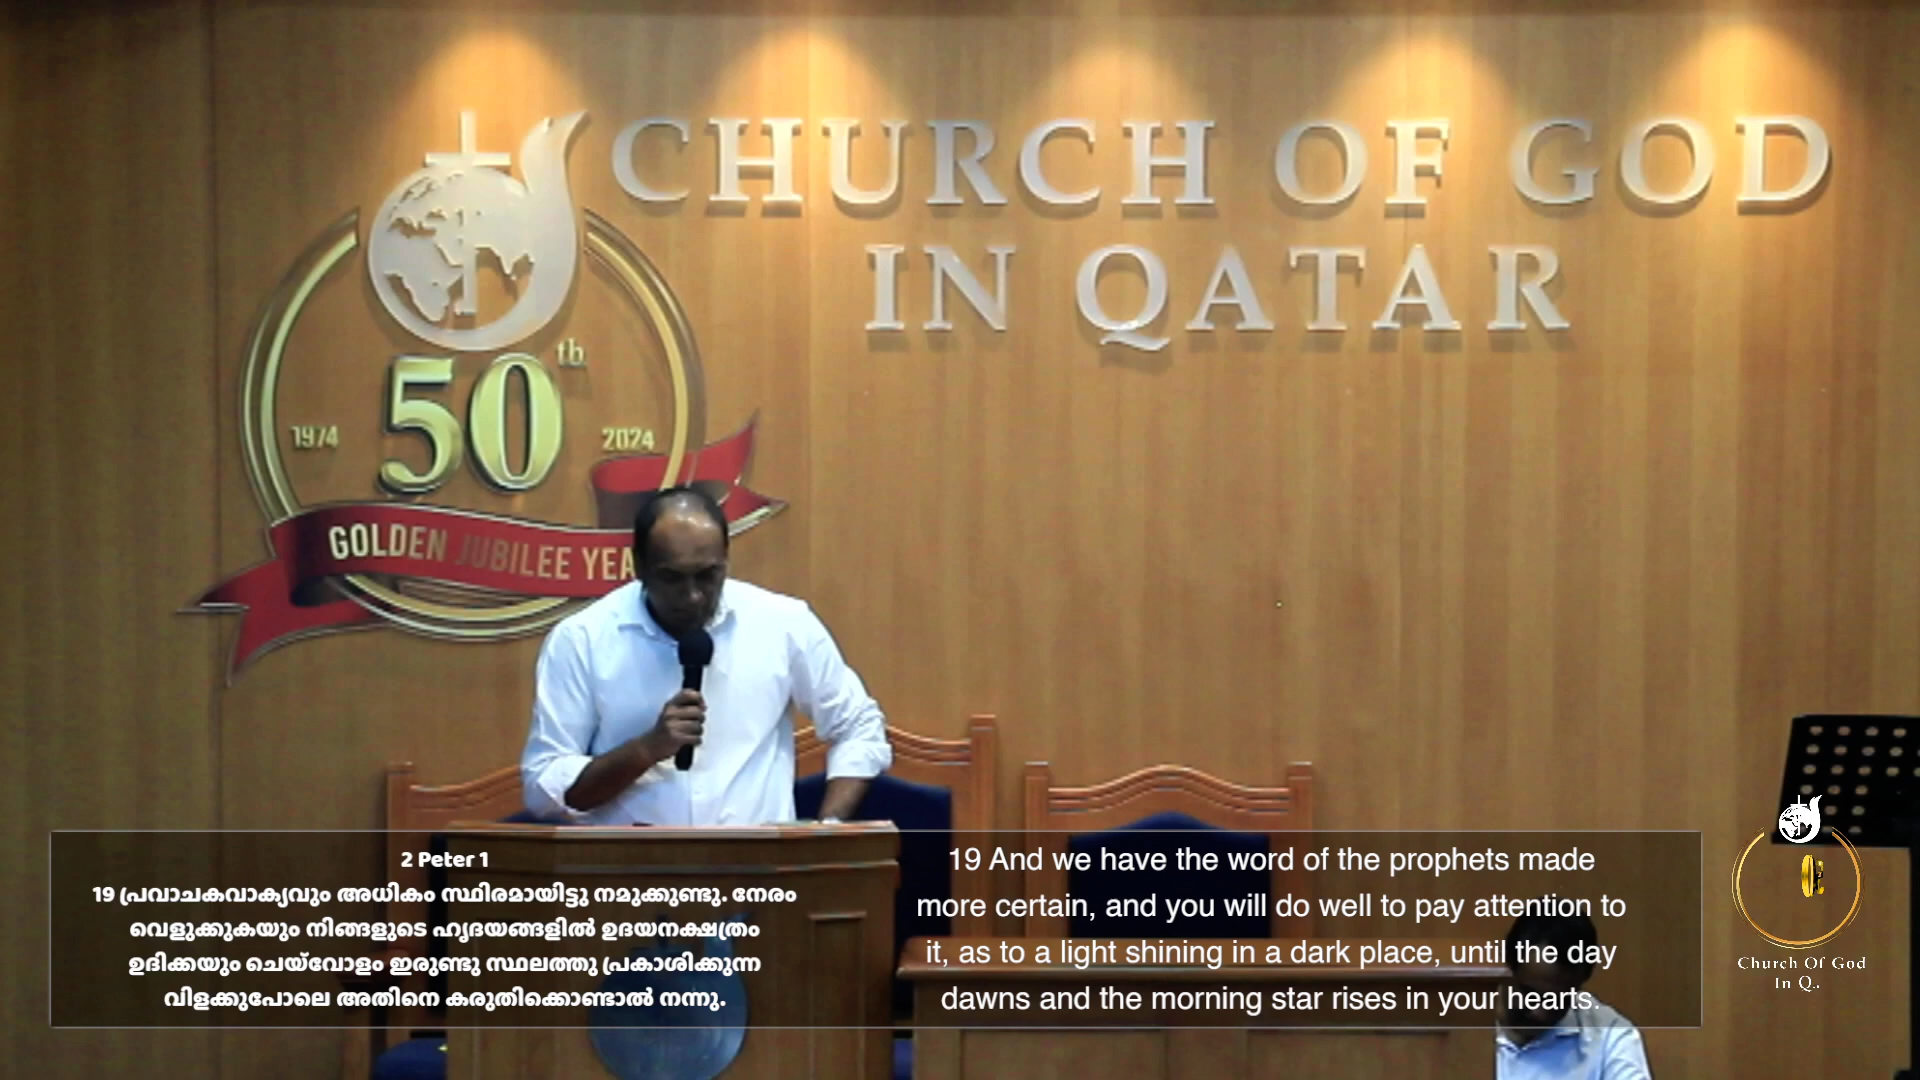 CHURCH OF GOD
IN QATAR
50th
1974
2024
GOLDEN JUBILEE YEA
2 Peter 1
19 പ്രവാചകവാക്യവും അധികം സ്ഥിരമായിട്ടു നമുക്കുണ്ടു. നേരം
വെളുക്കുകയും നിങ്ങളുടെ ഹൃദയങ്ങളിൽ ഉദയനക്ഷത്രം
ഉദിക്കയും ചെയ്‌വോളം ഇരുണ്ടു സ്ഥലത്തു പ്രകാശിക്കുന്ന
വിളക്കുപോലെ അതിനെ കരുതിക്കൊണ്ടാൽ നന്നു.
19 And we have the word of the prophets made
more certain, and you will do well to pay attention to
it, as to a light shining in a dark place, until the day
dawns and the morning star rises in your hearts.
Church Of God
In Q..